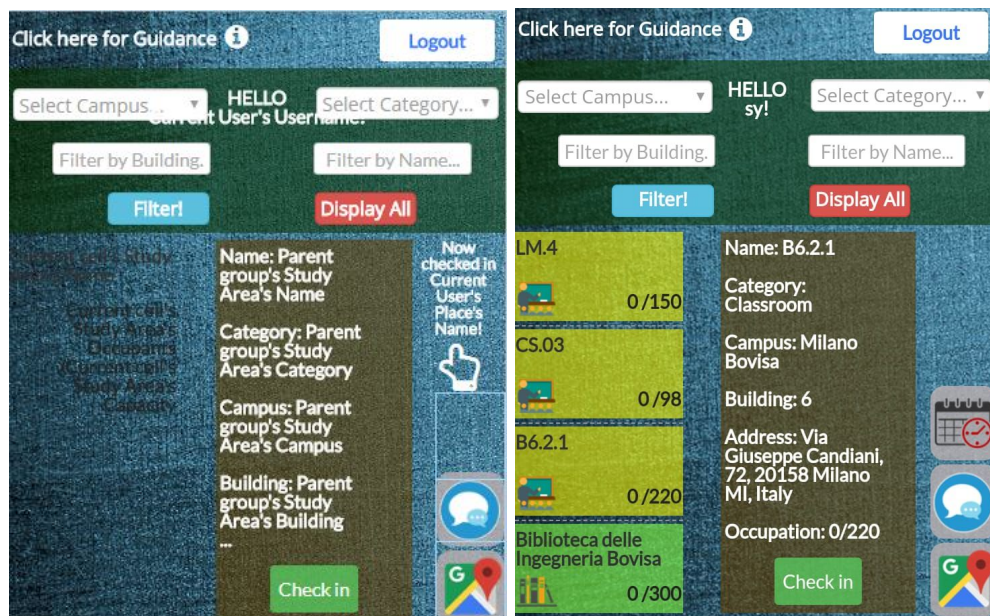 Click here for Guidance
Logout
Select Campus...
HELLO
Current User's Username!
Select Category...
Filter by Building.
Filter by Name...
Filter!
Display All
Current cell's Study
Area's Name
Current cell's
Study Area's
Occupants
/Current cell's
Study Area's
Capacity
Name: Parent
group's Study
Area's Name
Category: Parent
group's Study
Area's Category
Campus: Parent
group's Study
Area's Campus
Building: Parent
group's Study
Area's Building
...
Check in
Now
checked in
Current
User's
Place's
Name!
G
Click here for Guidance
Logout
Select Campus...
HELLO
sy!
Select Category...
Filter by Building.
Filter by Name...
Filter!
Display All
LM.4
0 /150
CS.03
0 /98
B6.2.1
0 /220
Biblioteca delle
Ingegneria Bovisa
0 /300
Name: B6.2.1
Category:
Classroom
Campus: Milano
Bovisa
Building: 6
Address: Via
Giuseppe Candiani,
72, 20158 Milano
MI, Italy
Occupation: 0/220
Check in
G